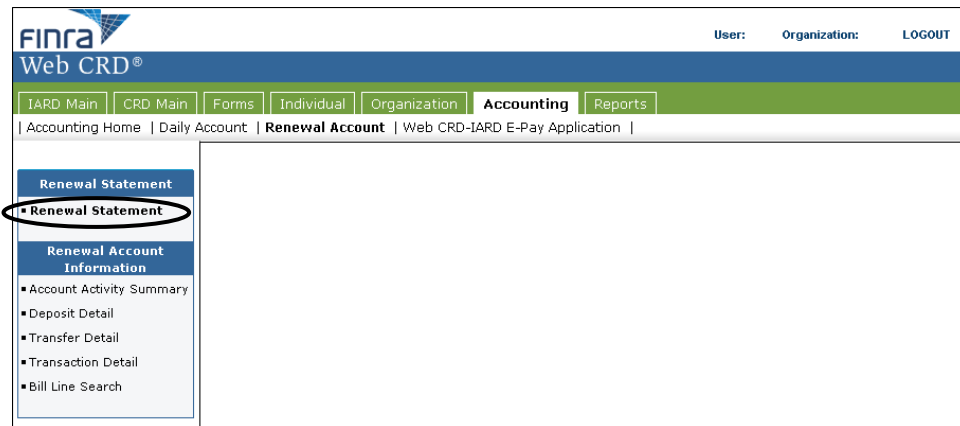 Finra
User: Organization: LOGOUT
Web CRD®
IARD Main CRD Main Forms Individual Organization Accounting Reports
| Accounting Home | Daily Account | Renewal Account | Web CRD-IARD E-Pay Application |
Renewal Statement
▪ Renewal Statement
Renewal Account
Information
▪ Account Activity Summary
▪ Deposit Detail
▪ Transfer Detail
▪ Transaction Detail
▪ Bill Line Search